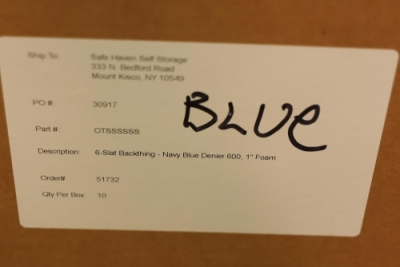 Ship To: Safe Haven Self Storage
333 N. Bedford Road
Mount Kisco, NY 10549
PO # 30917
BLUe
Part #: OTSSSSSS
Description: 6-Slat Backthing - Navy Blue Denier 600, 1" Foam
Order# 51732
Qty Per Box 10